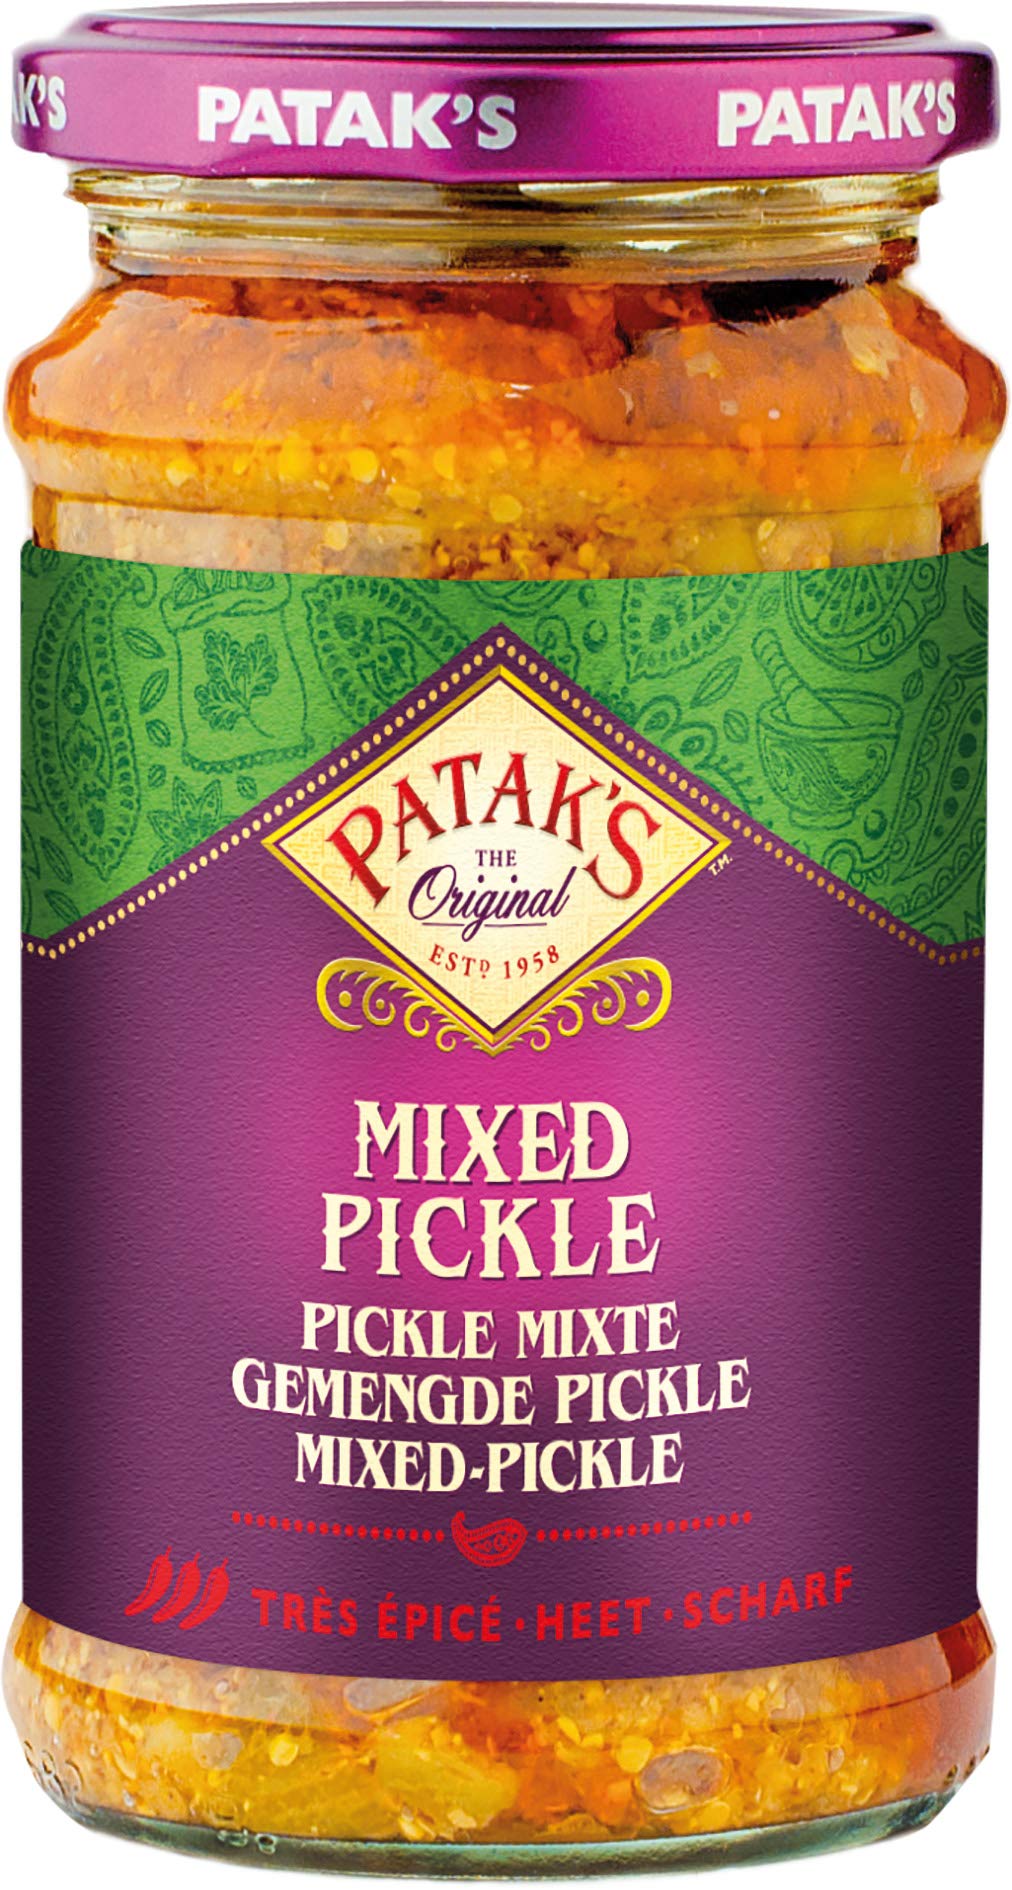 K'S PATAK'S PATAK'S
PATAK'S
THE
Original
ESTD 1958
T.M.
MIXED
PICKLE
PICKLE MIXTE
GEMENGDE PICKLE
MIXED-PICKLE
TRÈS ÉPICÉ · HEET · SCHARF